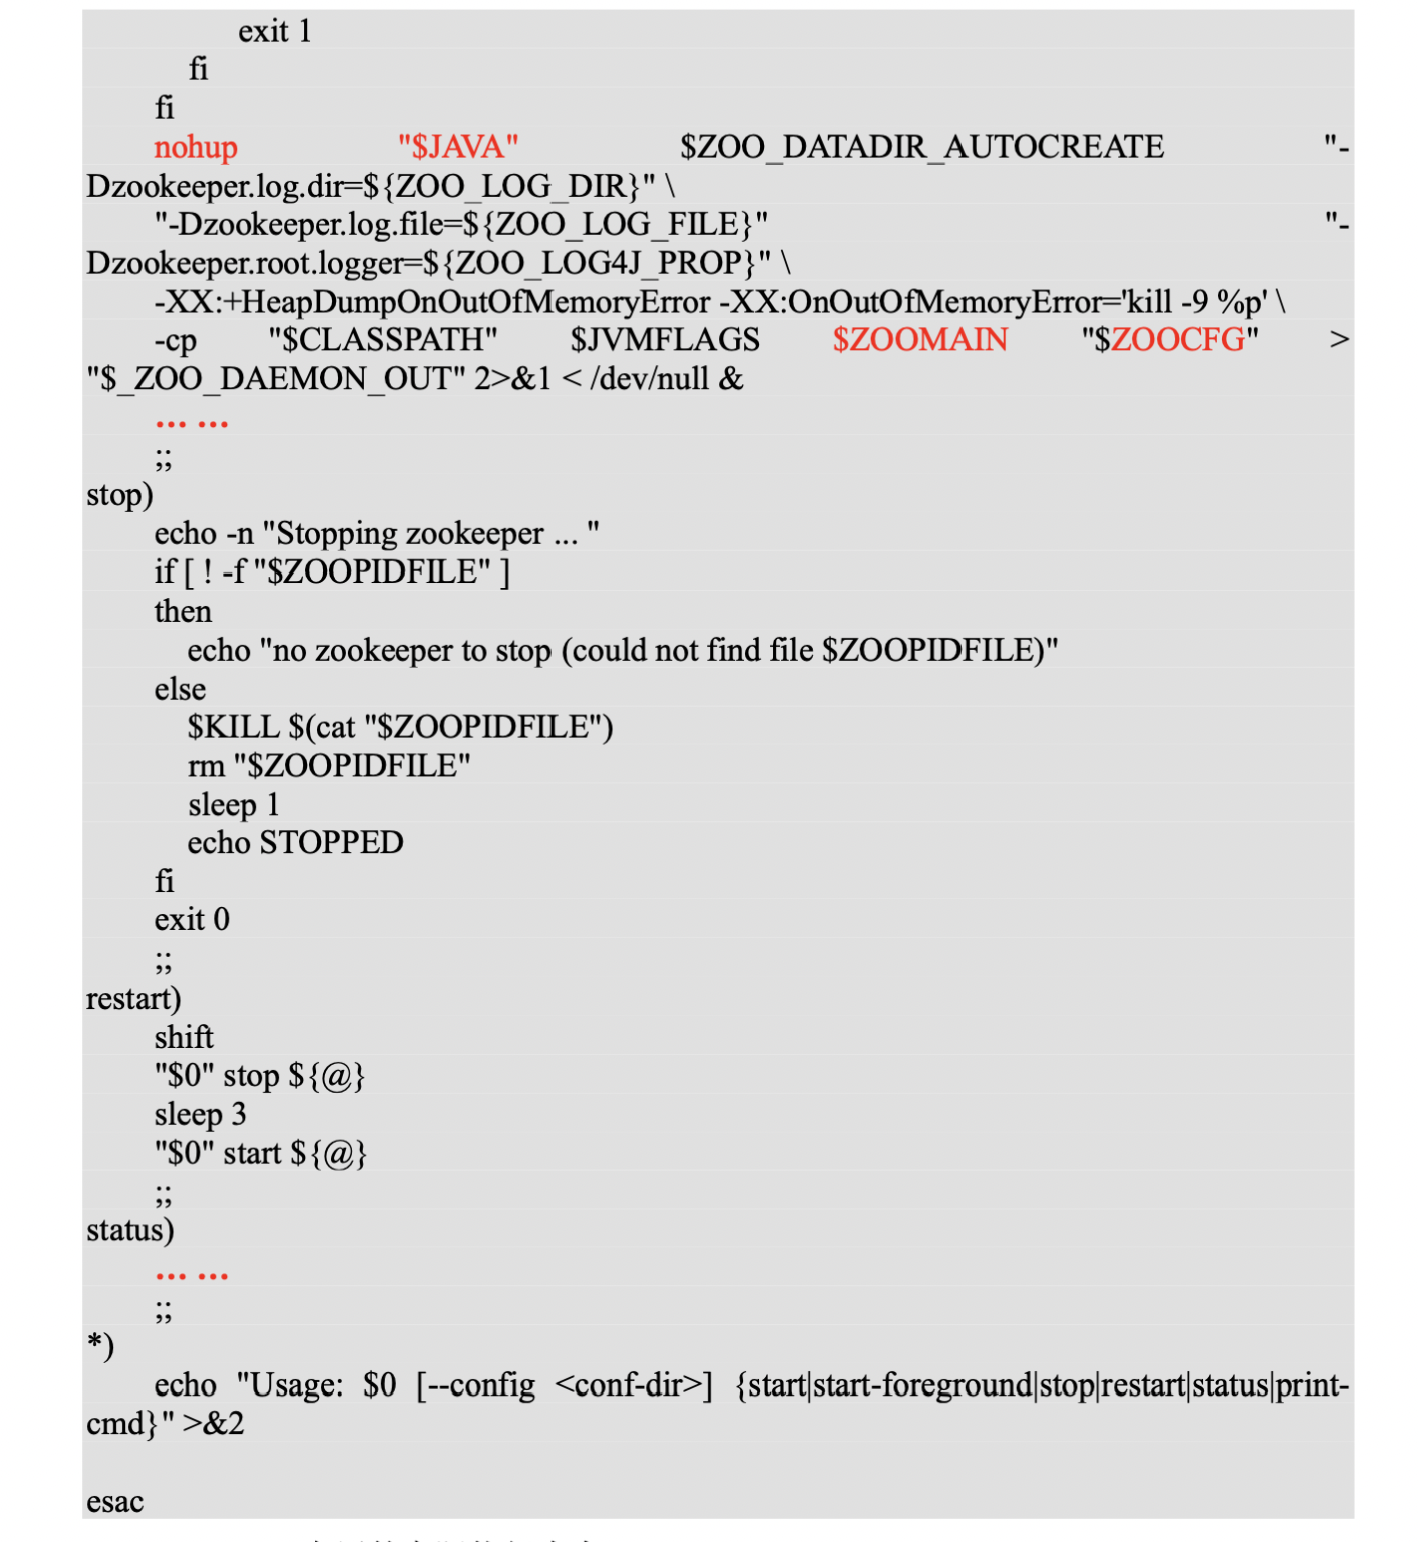 exit 1
fi
fi
nohup "$JAVA" $ZOO_DATADIR_AUTOCREATE "-
Dzookeeper.log.dir=${ZOO_LOG_DIR}" \
"-Dzookeeper.log.file=${ZOO_LOG_FILE}" "-
Dzookeeper.root.logger=${ZOO_LOG4J_PROP}" \
-XX:+HeapDumpOnOutOfMemoryError -XX:OnOutOfMemoryError='kill -9 %p' \
-cp "$CLASSPATH" $JVMFLAGS $ZOOMAIN "$ZOOCFG" >
"$_ZOO_DAEMON_OUT" 2>&1 < /dev/null &
... ...
;;
stop)
echo -n "Stopping zookeeper ... "
if [ ! -f "$ZOOPIDFILE" ]
then
echo "no zookeeper to stop (could not find file $ZOOPIDFILE)"
else
$KILL $(cat "$ZOOPIDFILE")
rm "$ZOOPIDFILE"
sleep 1
echo STOPPED
fi
exit 0
;;
restart)
shift
"$0" stop ${@}
sleep 3
"$0" start ${@}
;;
status)
... ...
;;
*)
echo "Usage: $0 [--config <conf-dir>] {start|start-foreground|stop|restart|status|print-
cmd}" >&2
esac